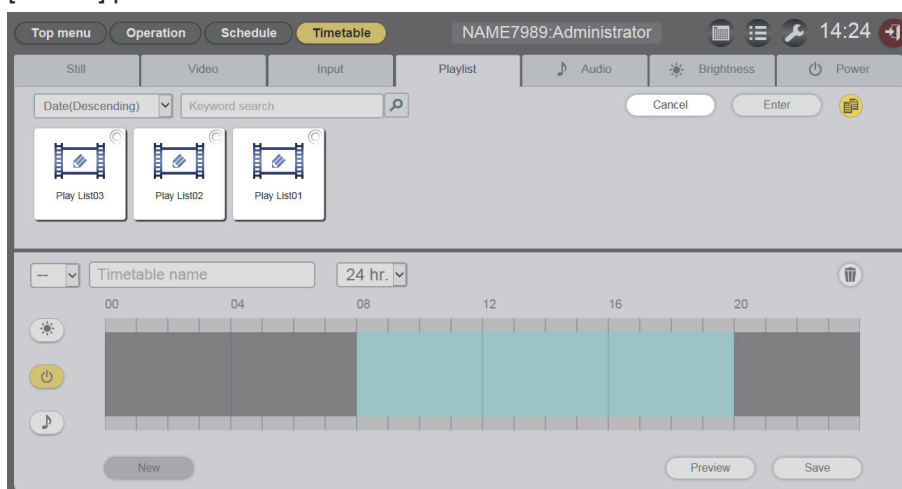 Top menu Operation Schedule Timetable NAME7989:Administrator 14:24
Still Video Input Playlist Audio Brightness Power
Date(Descending) Keyword search Cancel Enter
Play List03 Play List02 Play List01
-- Timetable name 24 hr.
00 04 08 12 16 20
New Preview Save